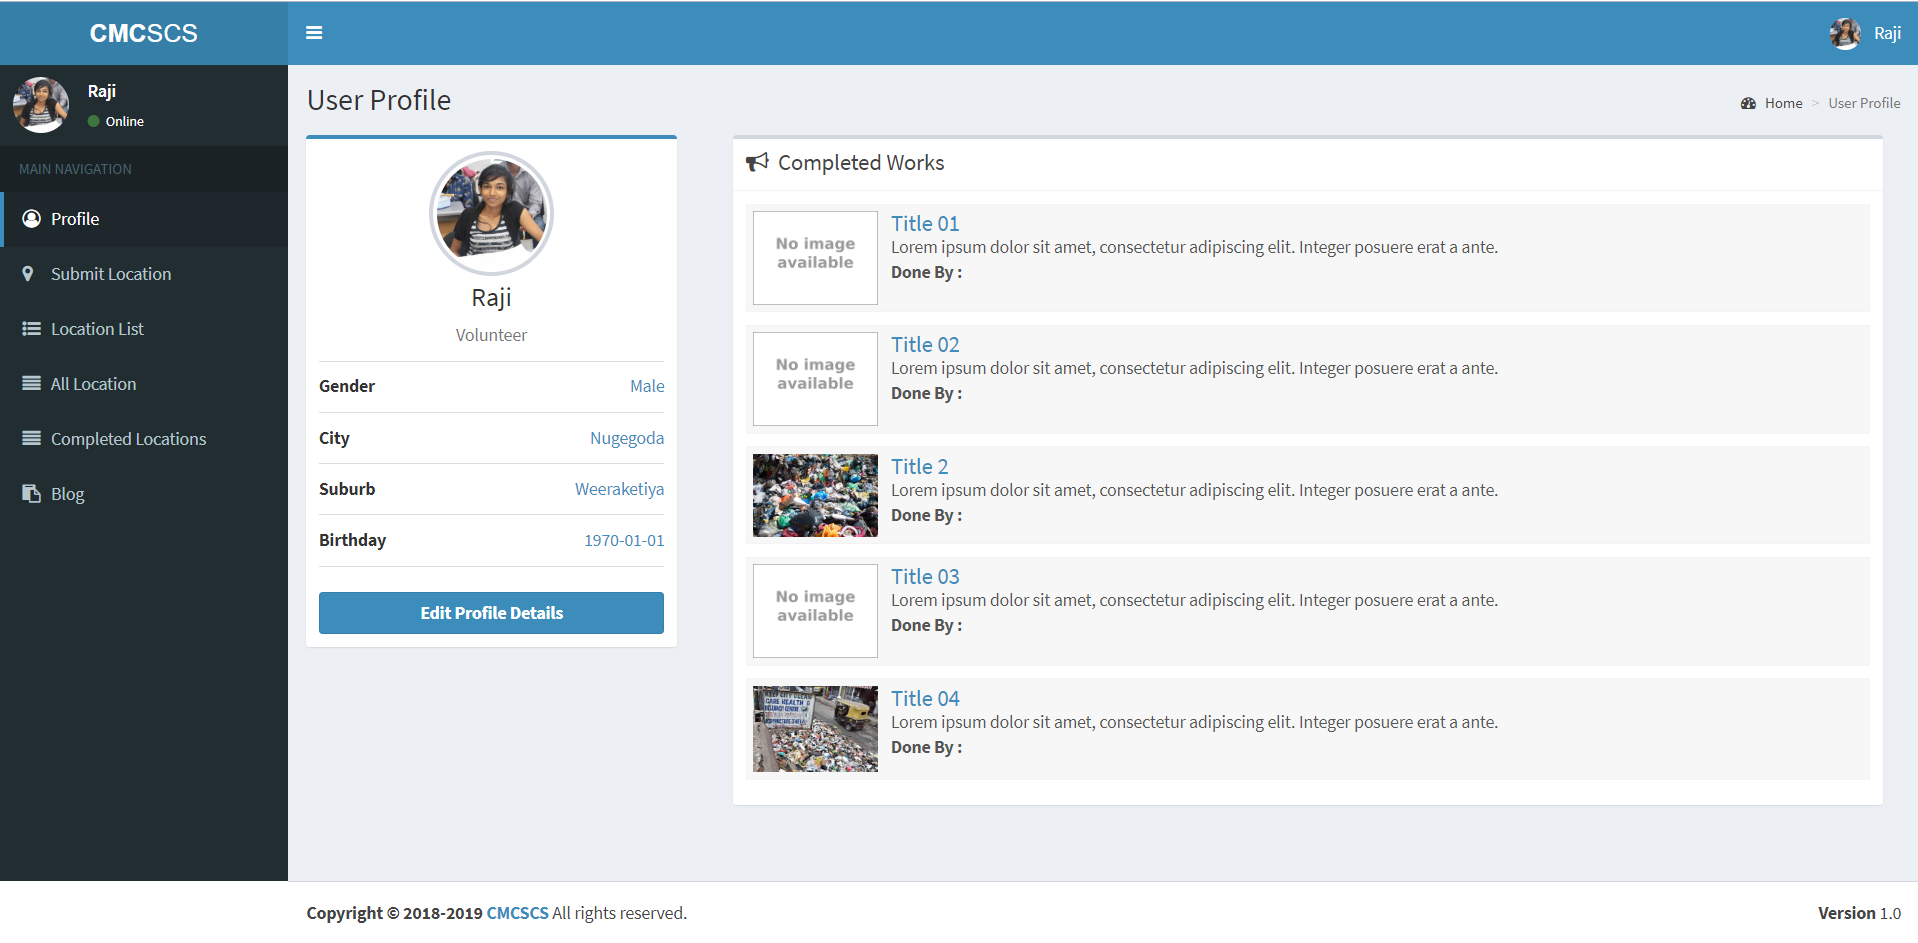 CMCSCS
Raji
Raji
Online
MAIN NAVIGATION
Profile
Submit Location
Location List
All Location
Completed Locations
Blog
User Profile
Home > User Profile
Raji
Volunteer
Gender Male
City Nugegoda
Suburb Weeraketiya
Birthday 1970-01-01
Edit Profile Details
Completed Works
No image
available
Title 01
Lorem ipsum dolor sit amet, consectetur adipiscing elit. Integer posuere erat a ante.
Done By :
No image
available
Title 02
Lorem ipsum dolor sit amet, consectetur adipiscing elit. Integer posuere erat a ante.
Done By :
Title 2
Lorem ipsum dolor sit amet, consectetur adipiscing elit. Integer posuere erat a ante.
Done By :
No image
available
Title 03
Lorem ipsum dolor sit amet, consectetur adipiscing elit. Integer posuere erat a ante.
Done By :
KEEP CITY CLEAN
CARE HEALTH &
Title 04
Lorem ipsum dolor sit amet, consectetur adipiscing elit. Integer posuere erat a ante.
Done By :
Copyright © 2018-2019 CMCSCS All rights reserved.
Version 1.0